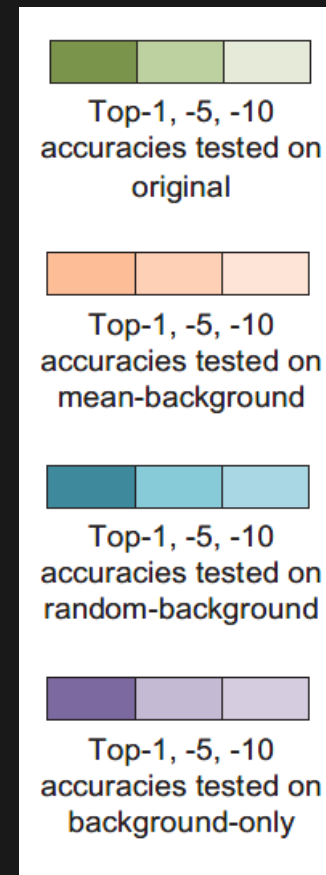 Top-1, -5, -10
accuracies tested on
original
Top-1, -5, -10
accuracies tested on
mean-background
Top-1, -5, -10
accuracies tested on
random-background
Top-1, -5, -10
accuracies tested on
background-only